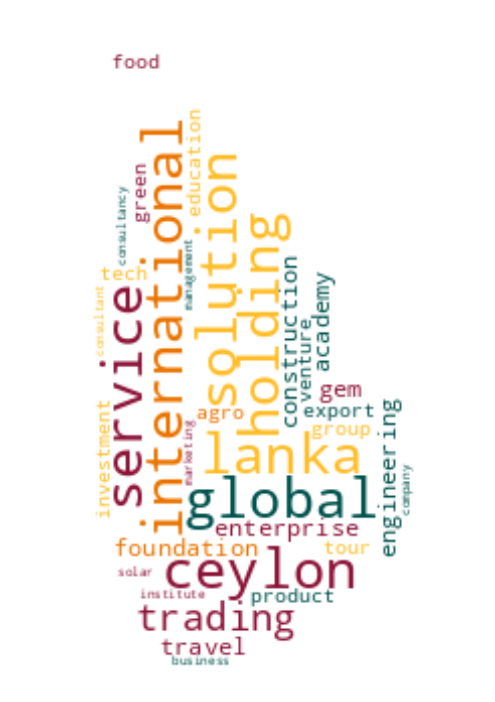 food
international
education
solution
green
consultancy
holding
management
construction
tech
academy
service
consultant
venture
gem
investment
agro
export
engineering
marketing
group
lanka
company
global
enterprise
foundation
tour
ceylon
solar
institute
product
trading
travel
business